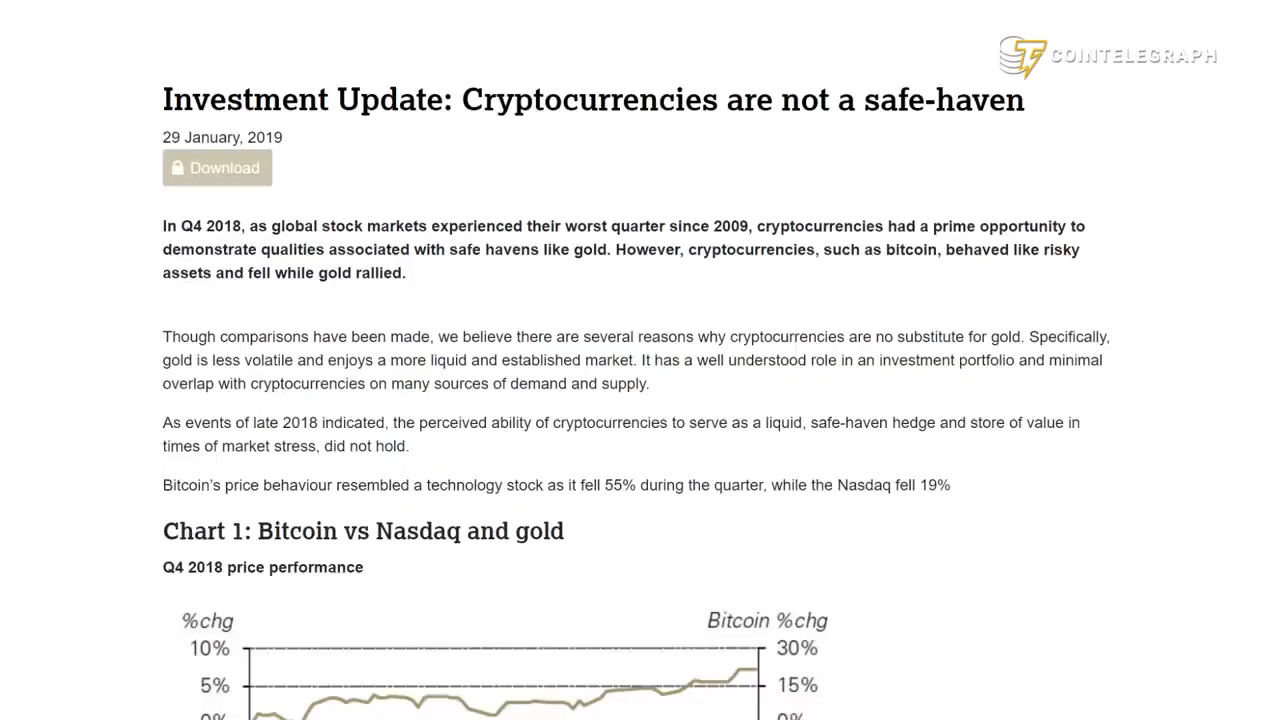 COINTELEGRAPH
Investment Update: Cryptocurrencies are not a safe-haven
29 January, 2019
Download
In Q4 2018, as global stock markets experienced their worst quarter since 2009, cryptocurrencies had a prime opportunity to
demonstrate qualities associated with safe havens like gold. However, cryptocurrencies, such as bitcoin, behaved like risky
assets and fell while gold rallied.
Though comparisons have been made, we believe there are several reasons why cryptocurrencies are no substitute for gold. Specifically,
gold is less volatile and enjoys a more liquid and established market. It has a well understood role in an investment portfolio and minimal
overlap with cryptocurrencies on many sources of demand and supply.
As events of late 2018 indicated, the perceived ability of cryptocurrencies to serve as a liquid, safe-haven hedge and store of value in
times of market stress, did not hold.
Bitcoin’s price behaviour resembled a technology stock as it fell 55% during the quarter, while the Nasdaq fell 19%
Chart 1: Bitcoin vs Nasdaq and gold
Q4 2018 price performance
%chg Bitcoin %chg
10% 30%
5% 15%
0% 0%